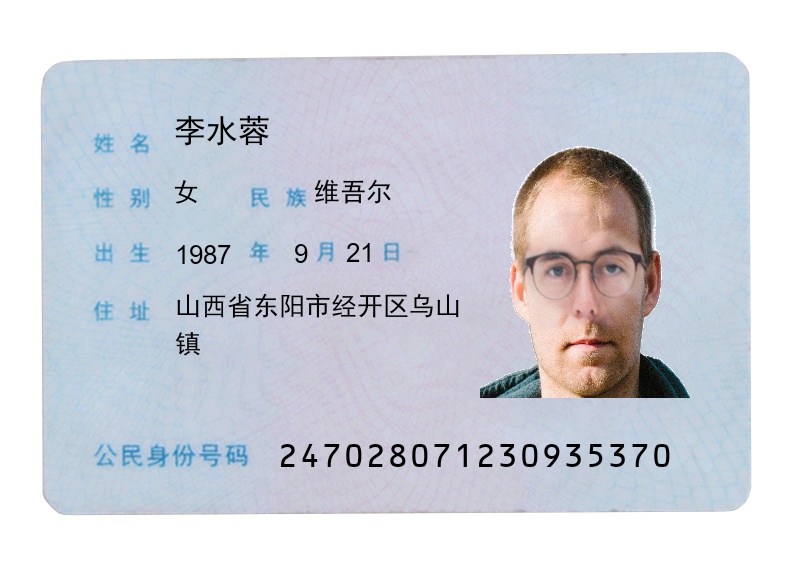 姓名 李水蓉
性别 女 民族 维吾尔
出生 1987 年 9 月 21 日
住址 山西省东阳市经开区乌山
镇
公民身份号码 247028071230935370